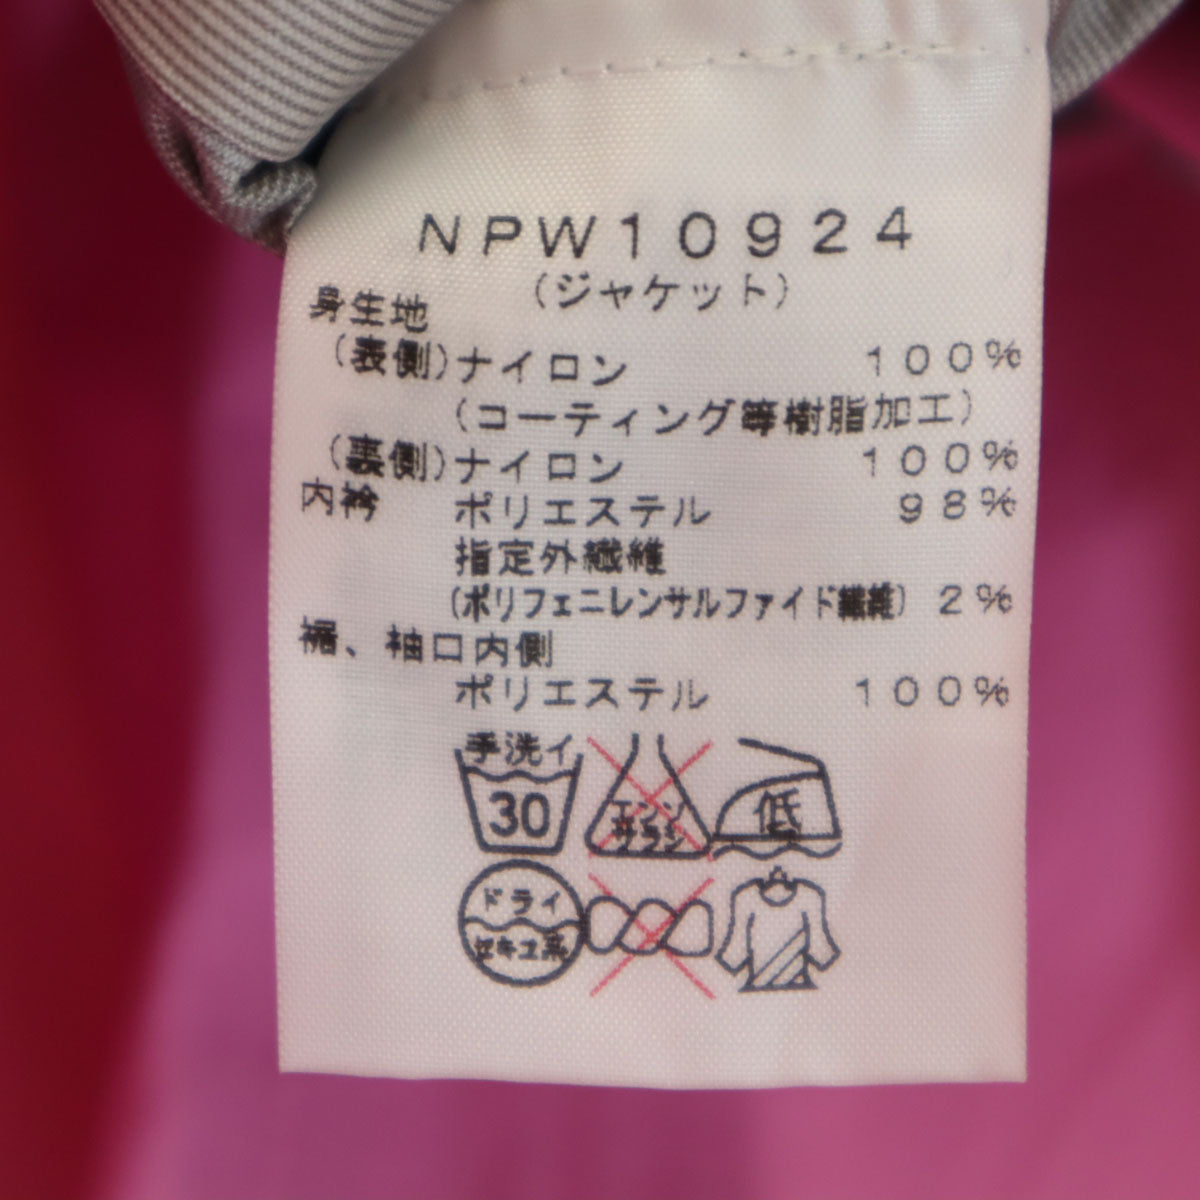 NPW10924
(ジャケット)
身生地
(表側)ナイロン 100%
(コーティング等樹脂加工)
(裏側)ナイロン 100%
内衿 ポリエステル 98%
指定外繊維
(ポリフェニレンサルファイド繊維) 2%
裾、袖口内側
ポリエステル 100%
手洗イ
30
エンソ
サラシ
低
ドライ
セキユ系